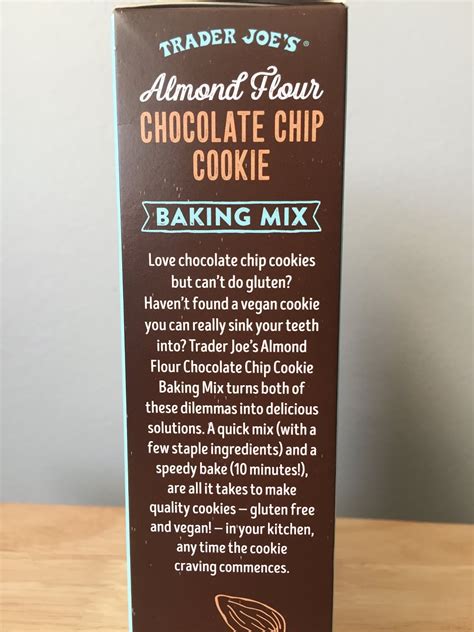 TRADER JOE'S®
Almond Flour
CHOCOLATE CHIP
COOKIE
BAKING MIX
Love chocolate chip cookies
but can't do gluten?
Haven't found a vegan cookie
you can really sink your teeth
into? Trader Joe's Almond
Flour Chocolate Chip Cookie
Baking Mix turns both of
these dilemmas into delicious
solutions. A quick mix (with a
few staple ingredients) and a
speedy bake (10 minutes!),
are all it takes to make
quality cookies – gluten free
and vegan! – in your kitchen,
any time the cookie
craving commences.